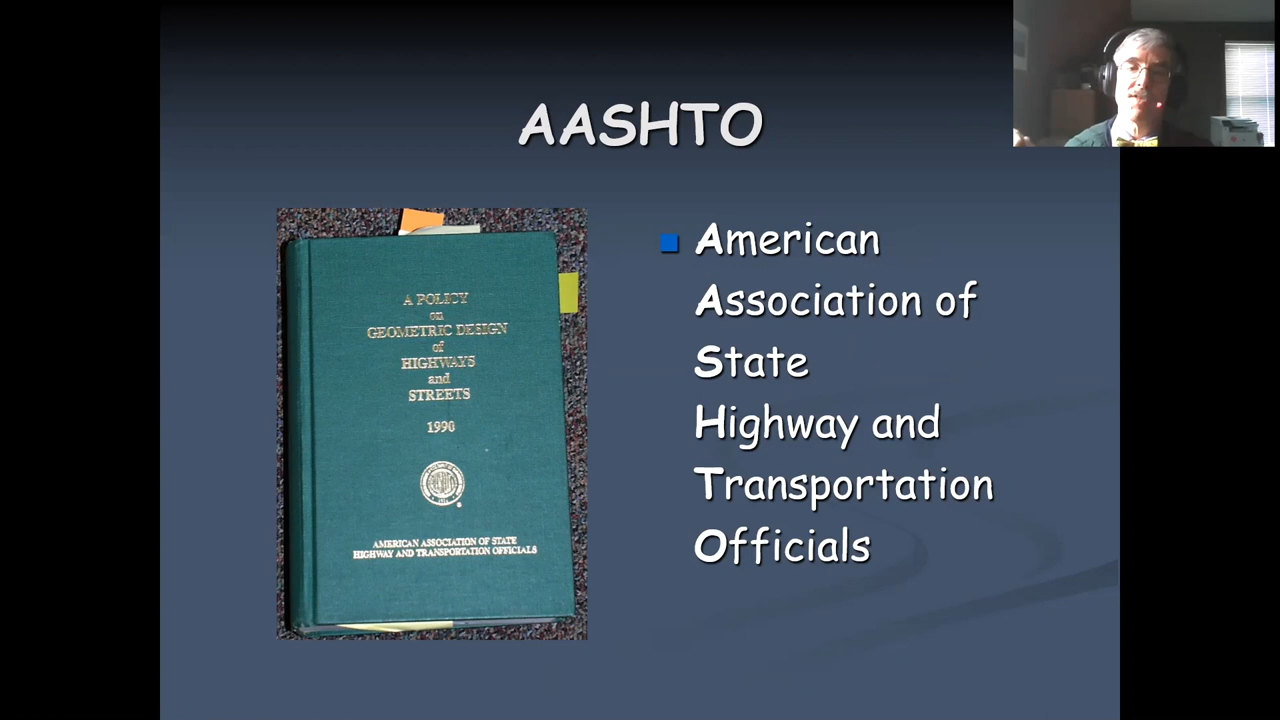 AASHTO
A POLICY
on
GEOMETRIC DESIGN
of
HIGHWAYS
and
STREETS
1990
AMERICAN ASSOCIATION OF STATE
HIGHWAY AND TRANSPORTATION OFFICIALS
American
Association of
State
Highway and
Transportation
Officials